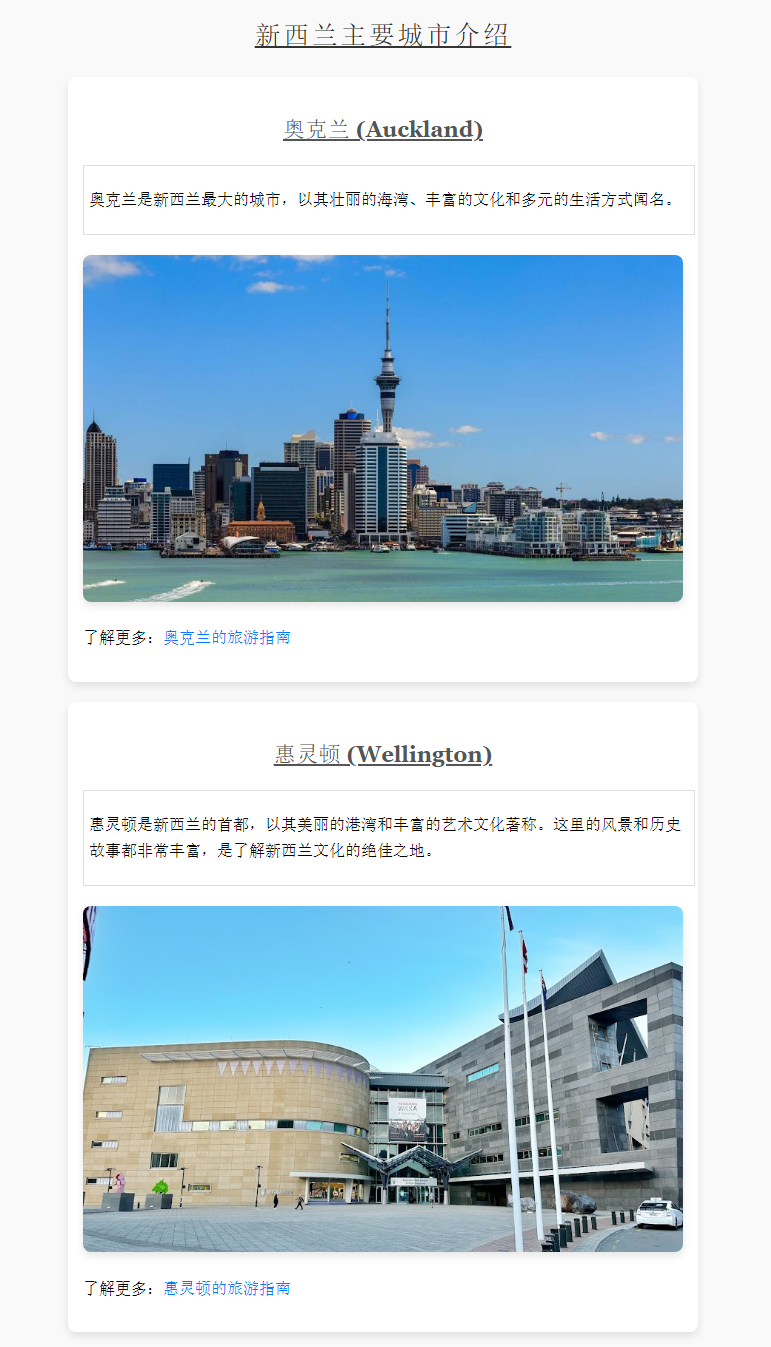 新西兰主要城市介绍
奥克兰 (Auckland)
奥克兰是新西兰最大的城市，以其壮丽的海湾、丰富的文化和多元的生活方式闻名。
了解更多：奥克兰的旅游指南
惠灵顿 (Wellington)
惠灵顿是新西兰的首都，以其美丽的港湾和丰富的艺术文化著称。这里的风景和历史
故事都非常丰富，是了解新西兰文化的绝佳之地。
WAKA
了解更多：惠灵顿的旅游指南